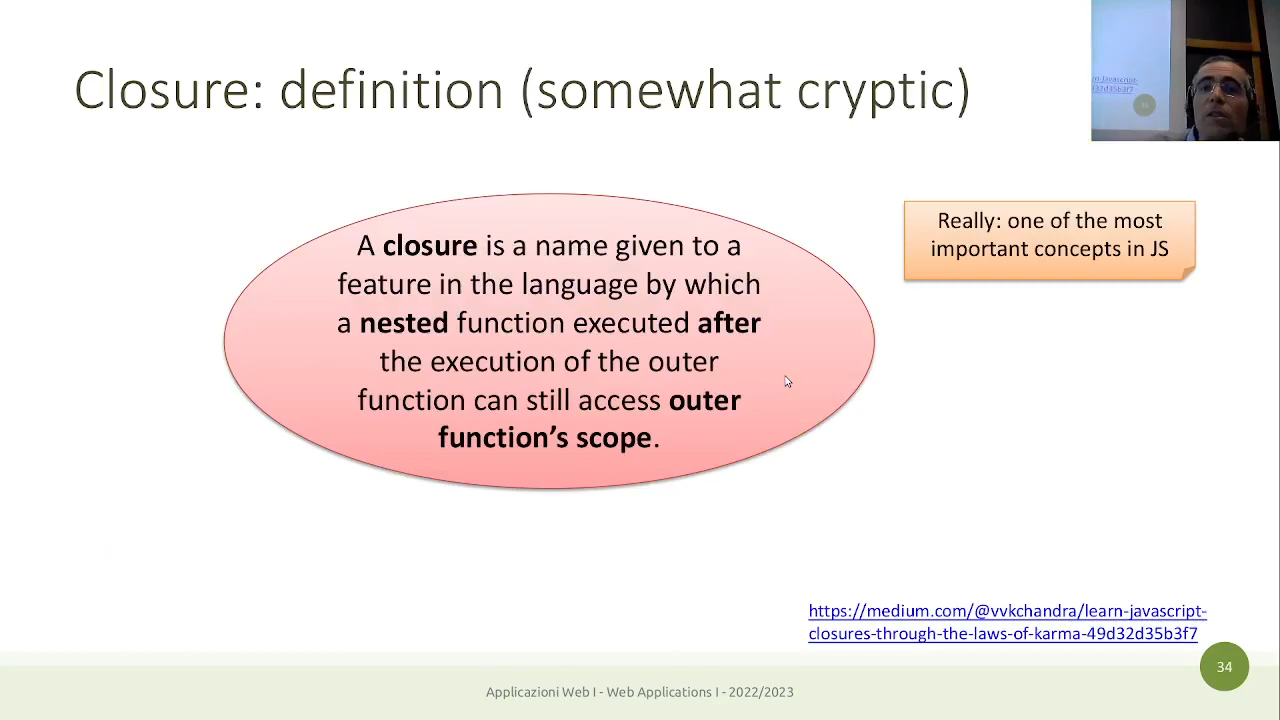 Closure: definition (somewhat cryptic)
rn-javascript-
32d35b3f7
A closure is a name given to a
feature in the language by which
a nested function executed after
the execution of the outer
function can still access outer
function’s scope.
Really: one of the most
important concepts in JS
https://medium.com/@vvkchandra/learn-javascript-
closures-through-the-laws-of-karma-49d32d35b3f7
34
Applicazioni Web I - Web Applications I - 2022/2023